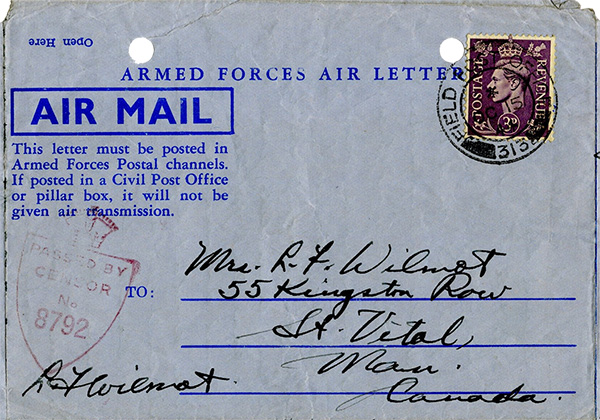 Open Here
ARMED FORCES AIR LETTER
POSTAGE REVENUE
3D
FIELD
313
AIR MAIL
This letter must be posted in
Armed Forces Postal channels.
If posted in a Civil Post Office
or pillar box, it will not be
given air transmission.
PASSED BY
CENSOR
No
8792
TO:
Mrs. L. F. Wilmot
55 Kingston Row
St. Vital,
Man.
Canada.
L F Wilmot.